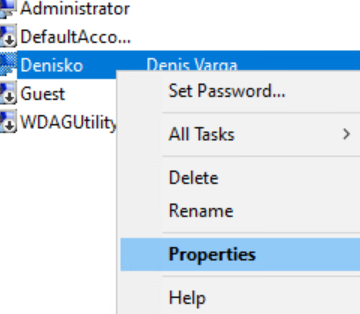 Administrator
DefaultAcco...
Denisko Denis Varga
Guest
WDAGUtility
Set Password...
All Tasks
Delete
Rename
Properties
Help